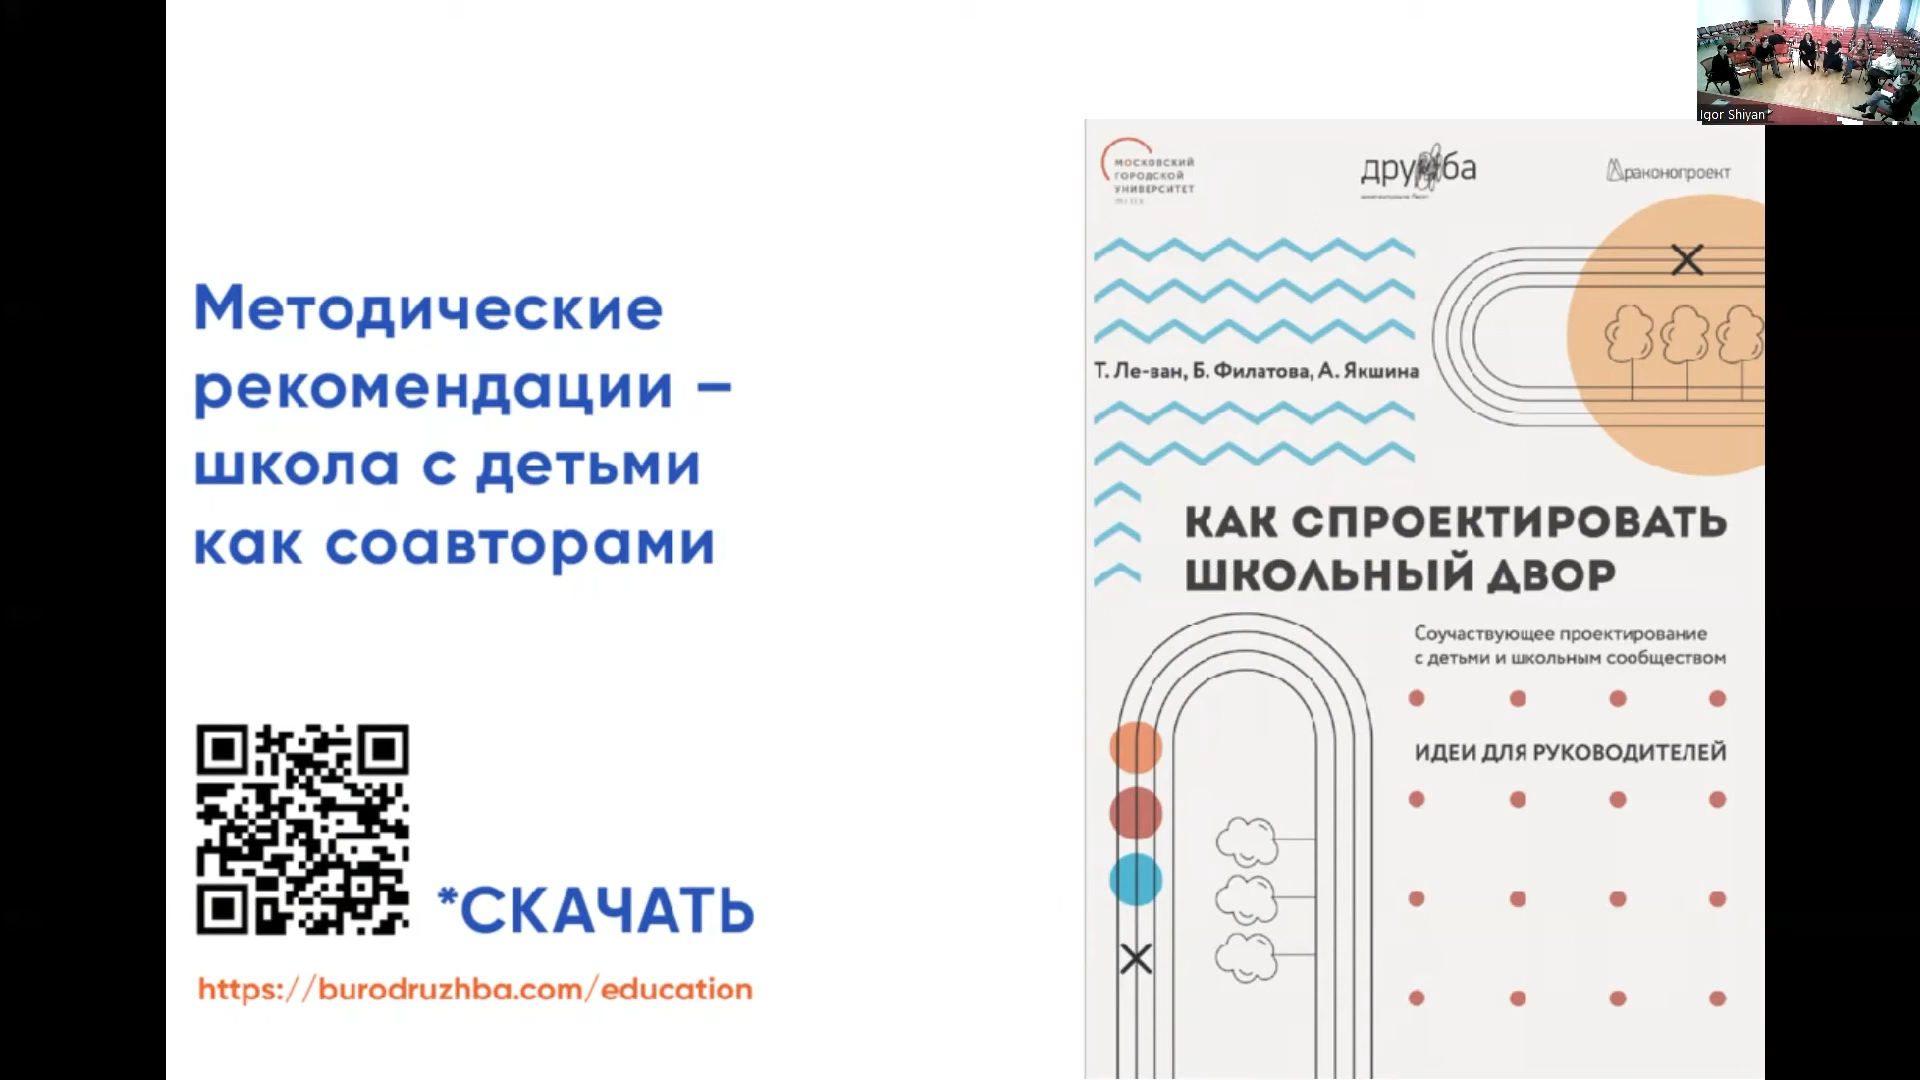 Методические
рекомендации –
школа с детьми
как соавторами
*СКАЧАТЬ
https://burodruzhba.com/education
Igor Shiyan
МОСКОВСКИЙ
ГОРОДСКОЙ
УНИВЕРСИТЕТ
дружба
Драконопроект
Т. Ле-ван, Б. Филатова, А. Якшина
КАК СПРОЕКТИРОВАТЬ
ШКОЛЬНЫЙ ДВОР
Соучаствующее проектирование
с детьми и школьным сообществом
ИДЕИ ДЛЯ РУКОВОДИТЕЛЕЙ